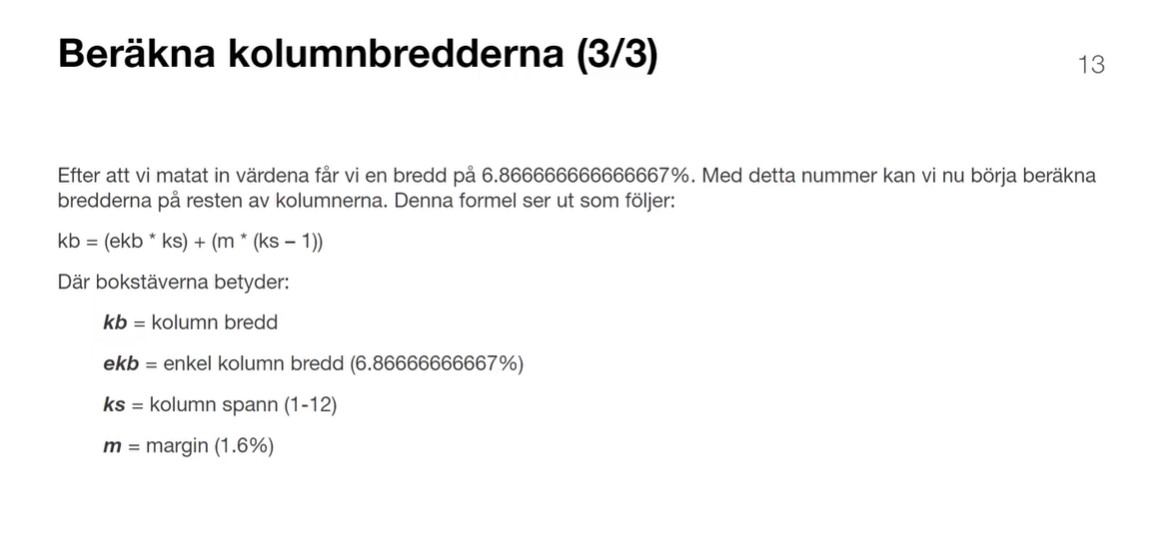 Beräkna kolumnbredderna (3/3)
13
Efter att vi matat in värdena får vi en bredd på 6.866666666666667%. Med detta nummer kan vi nu börja beräkna
bredderna på resten av kolumnerna. Denna formel ser ut som följer:
kb = (ekb * ks) + (m * (ks – 1))
Där bokstäverna betyder:
kb = kolumn bredd
ekb = enkel kolumn bredd (6.86666666667%)
ks = kolumn spann (1-12)
m = margin (1.6%)